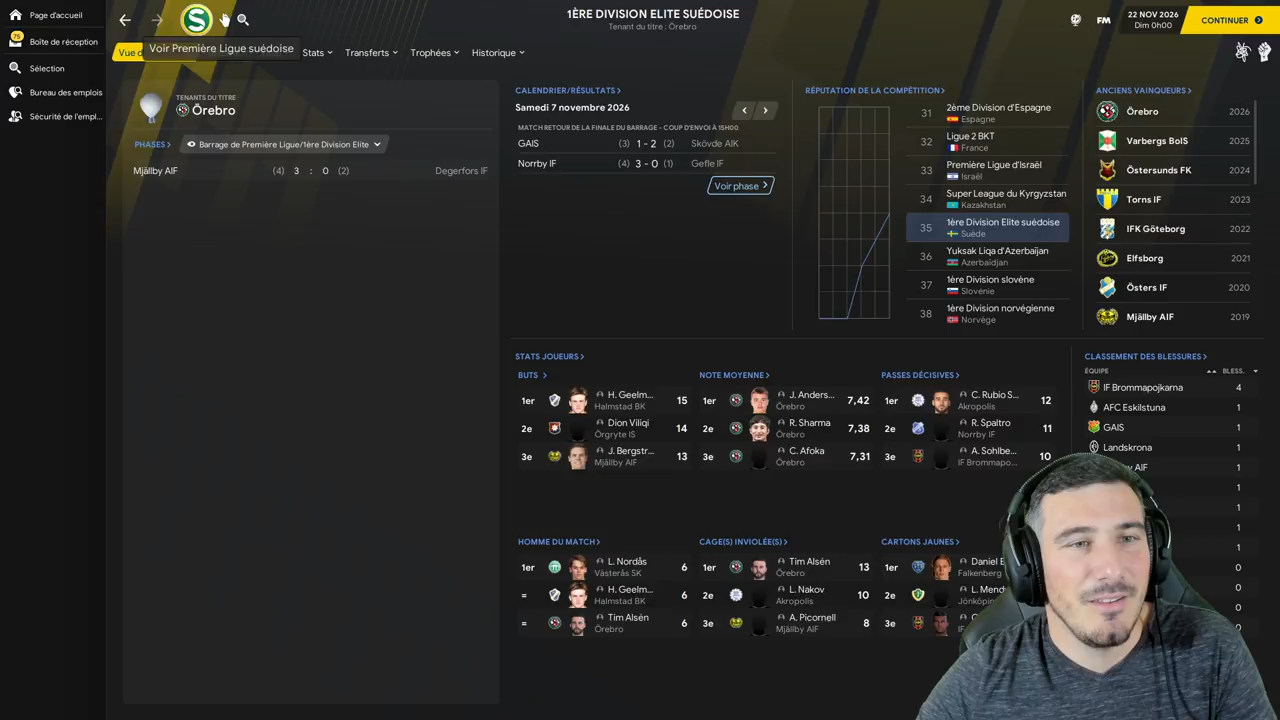 Page d'accueil
75
Boîte de réception
Sélection
Bureau des emplois
Sécurité de l'empl...
S
1ÈRE DIVISION ELITE SUÉDOISE
Tenant du titre : Örebro
FM
22 NOV 2026
Dim 0h00
CONTINUER
Voir Première Ligue suédoise
Stats
Transferts
Trophées
Historique
TENANTS DU TITRE
Örebro
PHASES
Barrage de Première Ligue/1ère Division Elite
Mjällby AIF (4) 3 : 0 (2) Degerfors IF
CALENDRIER/RÉSULTATS
Samedi 7 novembre 2026
MATCH RETOUR DE LA FINALE DU BARRAGE - COUP D'ENVOI À 15H00
GAIS (3) 1 - 2 (2) Skövde AIK
Norrby IF (4) 3 - 0 (1) Gefle IF
Voir phase
RÉPUTATION DE LA COMPÉTITION
31 2ème Division d'Espagne
Espagne
32 Ligue 2 BKT
France
33 Première Ligue d'Israël
Israël
34 Super League du Kyrgyzstan
Kazakhstan
35 1ère Division Elite suédoise
Suède
36 Yuksak Liqa d'Azerbaïjan
Azerbaïdjan
37 1ère Division slovène
Slovénie
38 1ère Division norvégienne
Norvège
ANCIENS VAINQUEURS
Örebro 2026
Varbergs BoIS 2025
Östersunds FK 2024
Torns IF 2023
IFK Göteborg 2022
Elfsborg 2021
Östers IF 2020
Mjällby AIF 2019
STATS JOUEURS
BUTS
1er H. Geelm... 15
Halmstad BK
2e Dion Viliqi 14
Örgryte IS
3e J. Bergstr... 13
Mjällby AIF
NOTE MOYENNE
1er J. Anders... 7,42
Örebro
2e R. Sharma 7,38
Örebro
3e C. Afoka 7,31
Örebro
PASSES DÉCISIVES
1er C. Rubio S... 12
Akropolis
2e R. Spaltro 11
Norrby IF
3e A. Sohlbe... 10
IF Brommapo...
HOMME DU MATCH
1er L. Nordås 6
Västerås SK
= H. Geelm... 6
Halmstad BK
= Tim Alsén 6
Örebro
CAGE(S) INVIOLÉE(S)
1er Tim Alsén 13
Örebro
2e L. Nakov 10
Akropolis
3e A. Picornell 8
Mjällby AIF
CARTONS JAUNES
1er Daniel
Falkenberg
2e L. Mend
Jönköpin
3e
IF
CLASSEMENT DES BLESSURES
ÉQUIPE BLESS.
IF Brommapojkarna 4
AFC Eskilstuna 1
GAIS 1
Landskrona 1
AIF 1
1
1
1
0
0
0